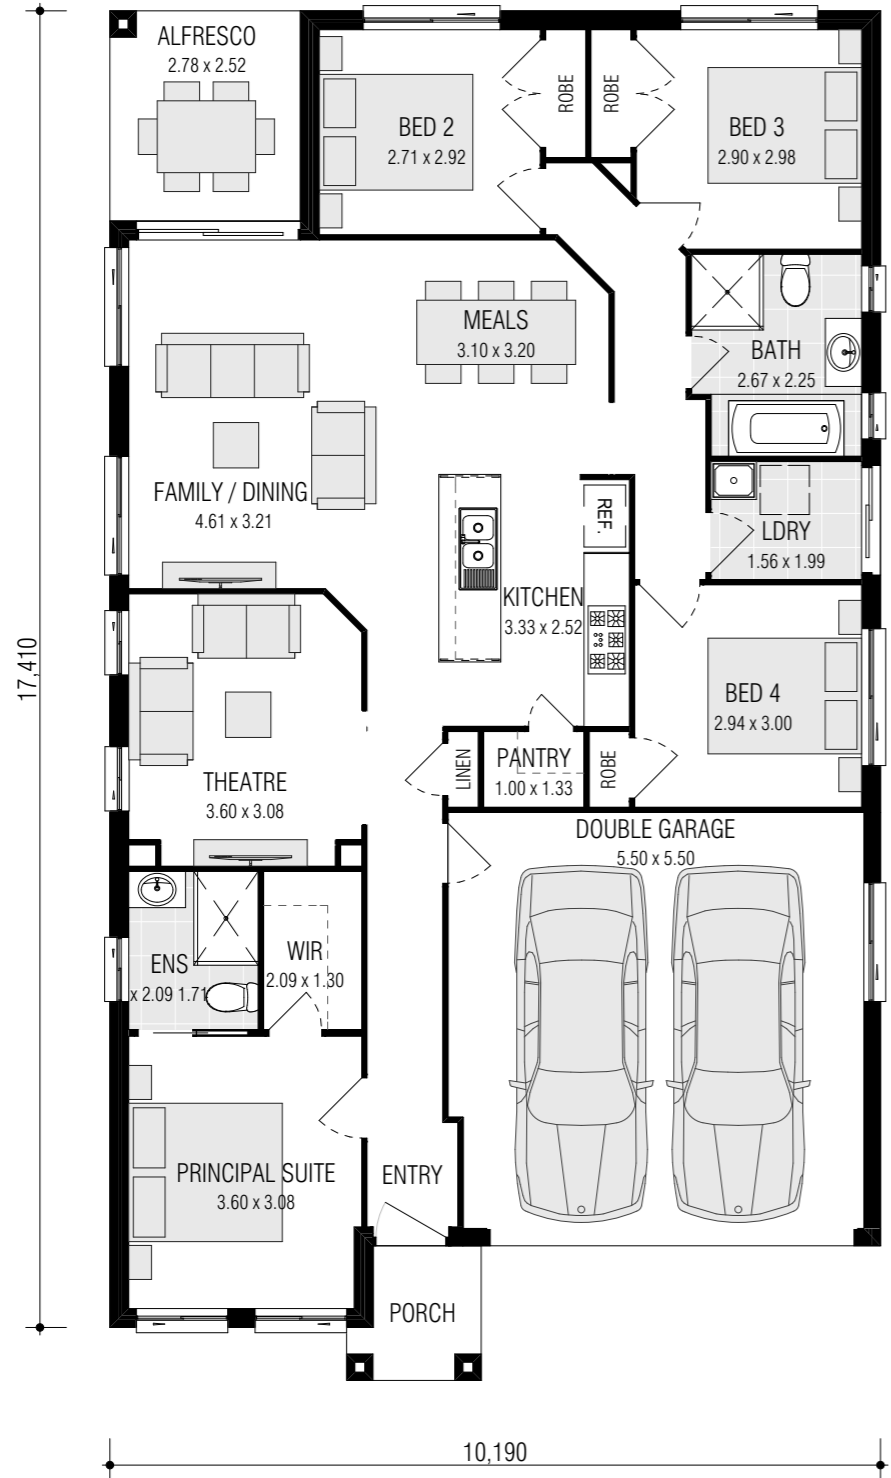 ALFRESCO
2.78 x 2.52
BED 2
2.71 x 2.92
ROBE
ROBE
BED 3
2.90 x 2.98
MEALS
3.10 x 3.20
BATH
2.67 x 2.25
FAMILY / DINING
4.61 x 3.21
REF.
LDRY
1.56 x 1.99
KITCHEN
3.33 x 2.52
17,410
BED 4
2.94 x 3.00
THEATRE
3.60 x 3.08
LINEN
PANTRY
1.00 x 1.33
ROBE
DOUBLE GARAGE
5.50 x 5.50
ENS
x 2.09 1.71
WIR
2.09 x 1.30
PRINCIPAL SUITE
3.60 x 3.08
ENTRY
PORCH
10,190